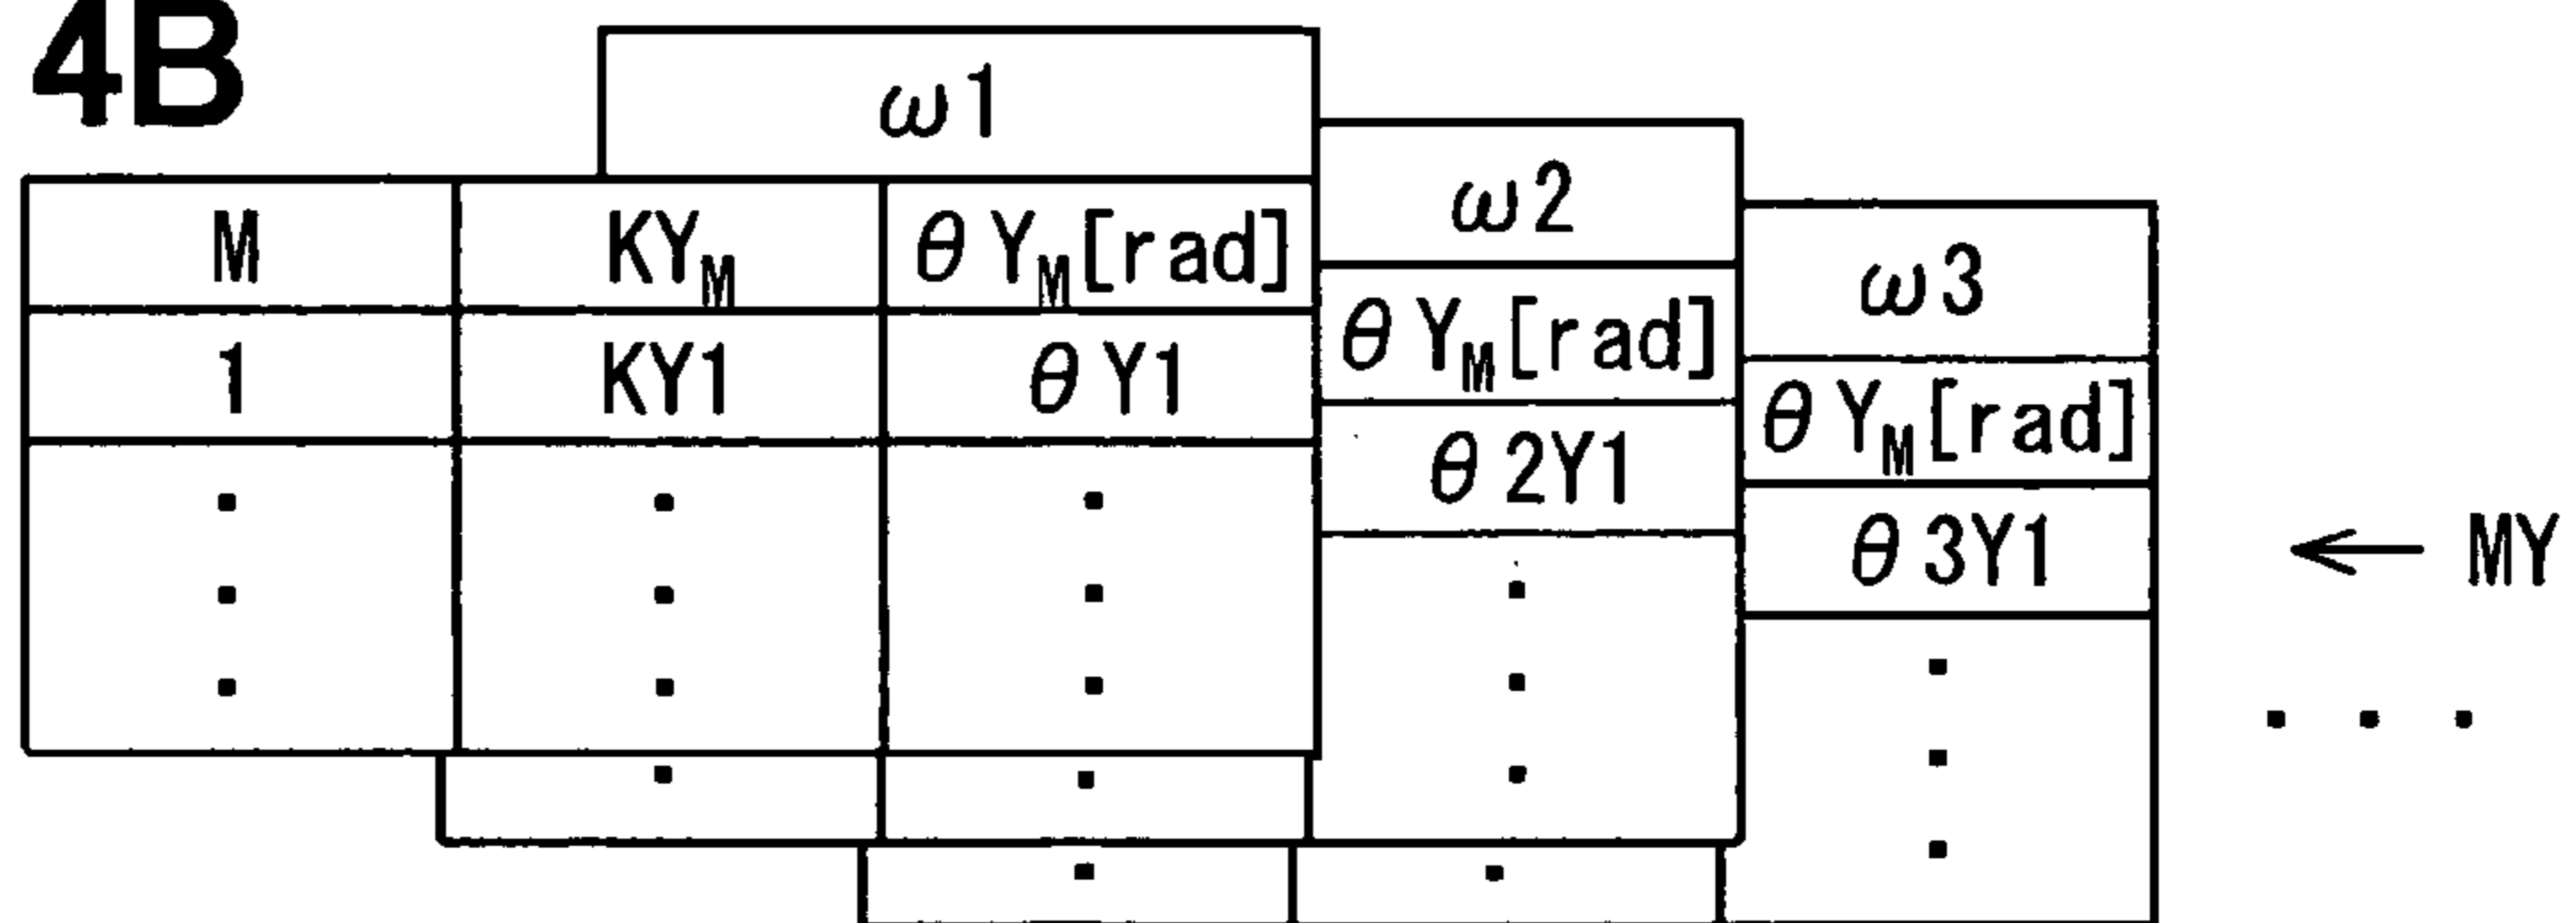 4B
ω1
ω2
ω3
M KY_M θY_M[rad]
θY_M[rad]
θY_M[rad]
1 KY1 θY1
θ2Y1
θ3Y1
← MY
. . .